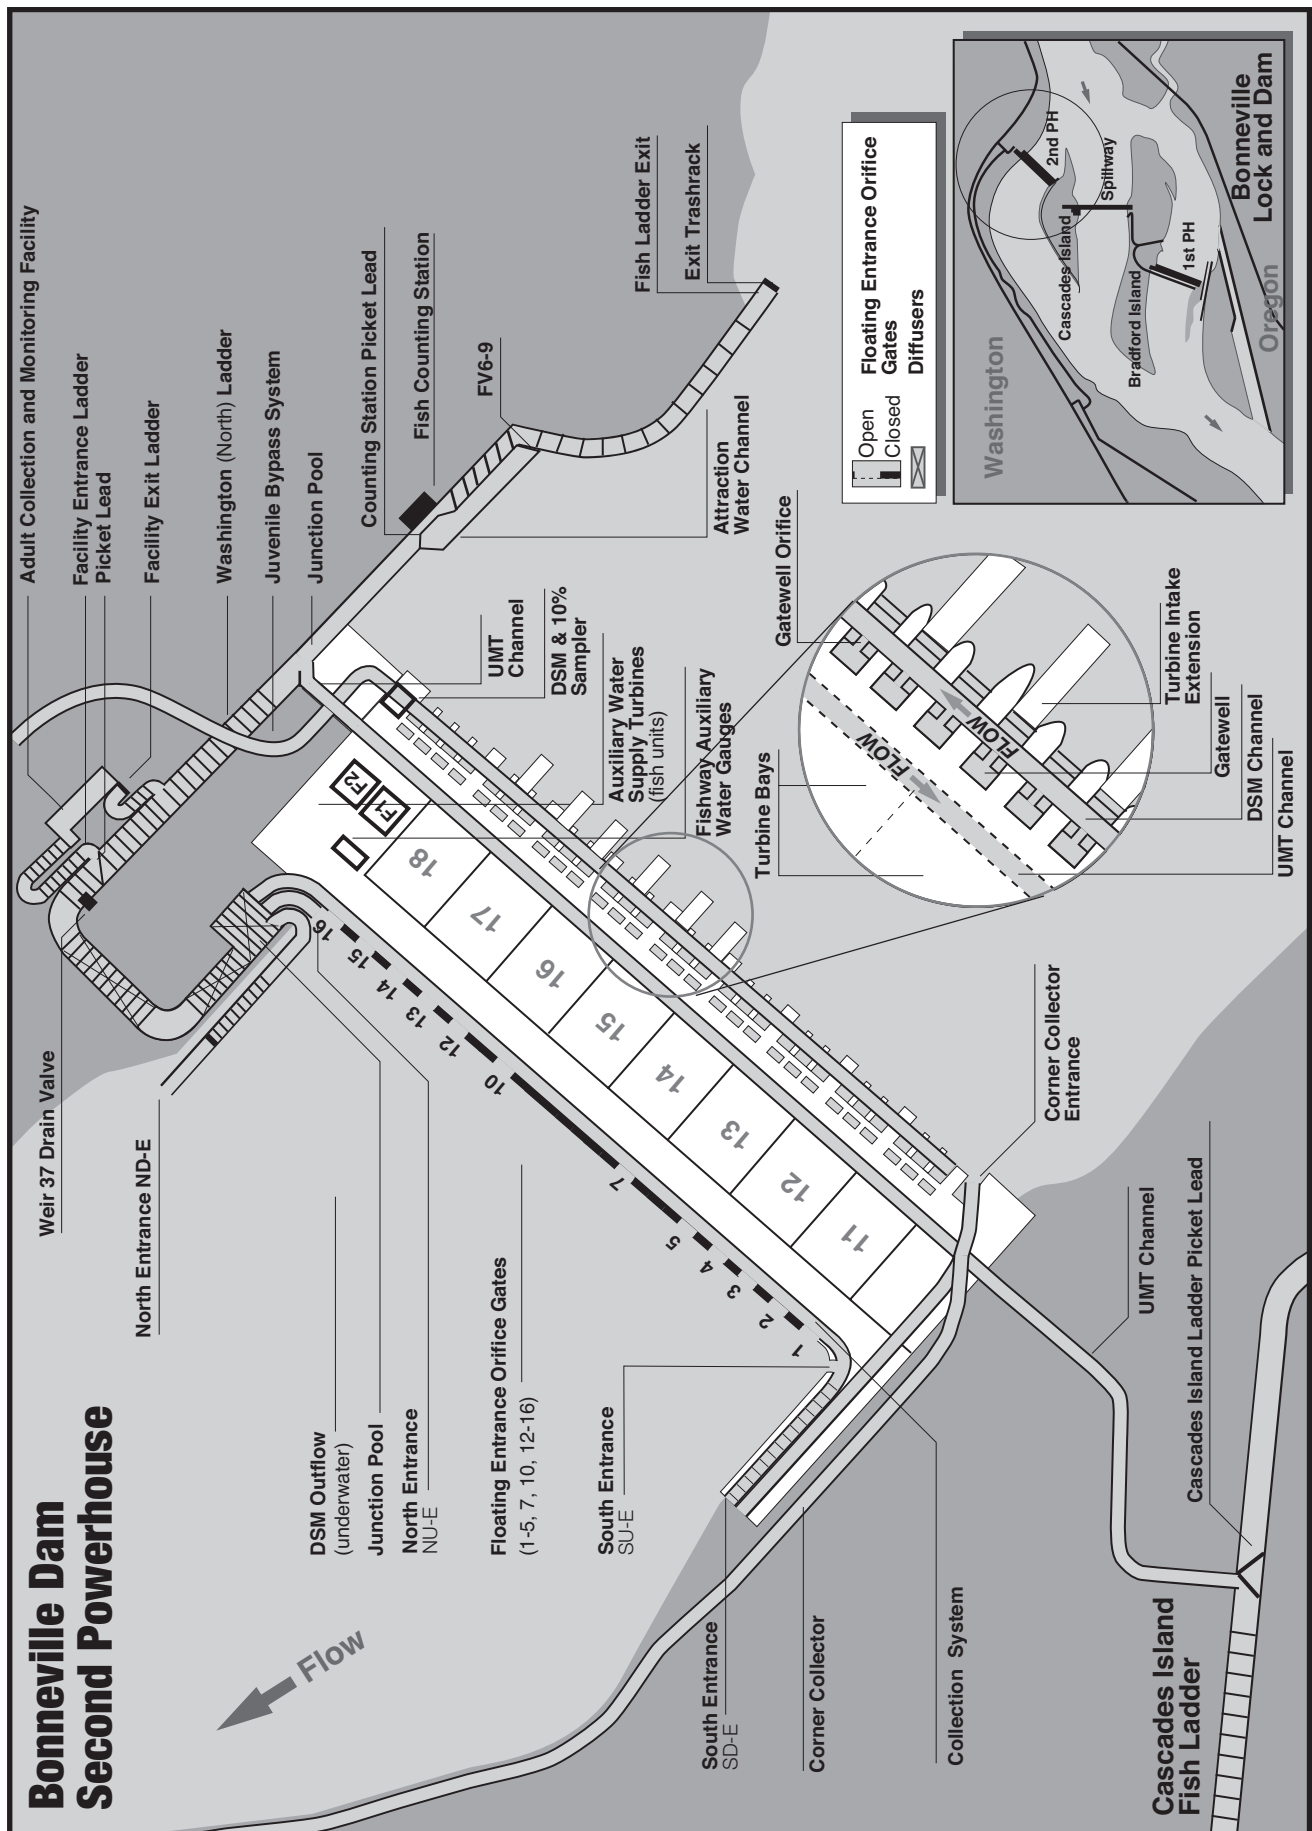 Bonneville Dam
Second Powerhouse
Flow
Adult Collection and Monitoring Facility
Facility Entrance Ladder
Picket Lead
Facility Exit Ladder
Washington (North) Ladder
Juvenile Bypass System
Junction Pool
Counting Station Picket Lead
Fish Counting Station
FV6-9
Fish Ladder Exit
Exit Trashrack
Attraction
Water Channel
UMT
Channel
DSM & 10%
Sampler
Auxiliary Water
Supply Turbines
(fish units)
Fishway Auxiliary
Water Gauges
Weir 37 Drain Valve
North Entrance ND-E
DSM Outflow
(underwater)
Junction Pool
North Entrance
NU-E
Floating Entrance Orifice Gates
(1-5, 7, 10, 12-16)
South Entrance
SU-E
South Entrance
SD-E
Corner Collector
Collection System
Corner Collector
Entrance
UMT Channel
Cascades Island Ladder Picket Lead
Cascades Island
Fish Ladder
F2
F1
18
17
16
15
14
13
12
11
16
15
14
13
12
10
7
5
4
3
2
1
Gatewell Orifice
Turbine Bays
FLOW
FLOW
Turbine Intake
Extension
Gatewell
DSM Channel
UMT Channel
Open
Closed
Floating Entrance Orifice
Gates
Diffusers
Washington
Cascades Island
Bradford Island
2nd PH
Spillway
1st PH
Oregon
Bonneville
Lock and Dam